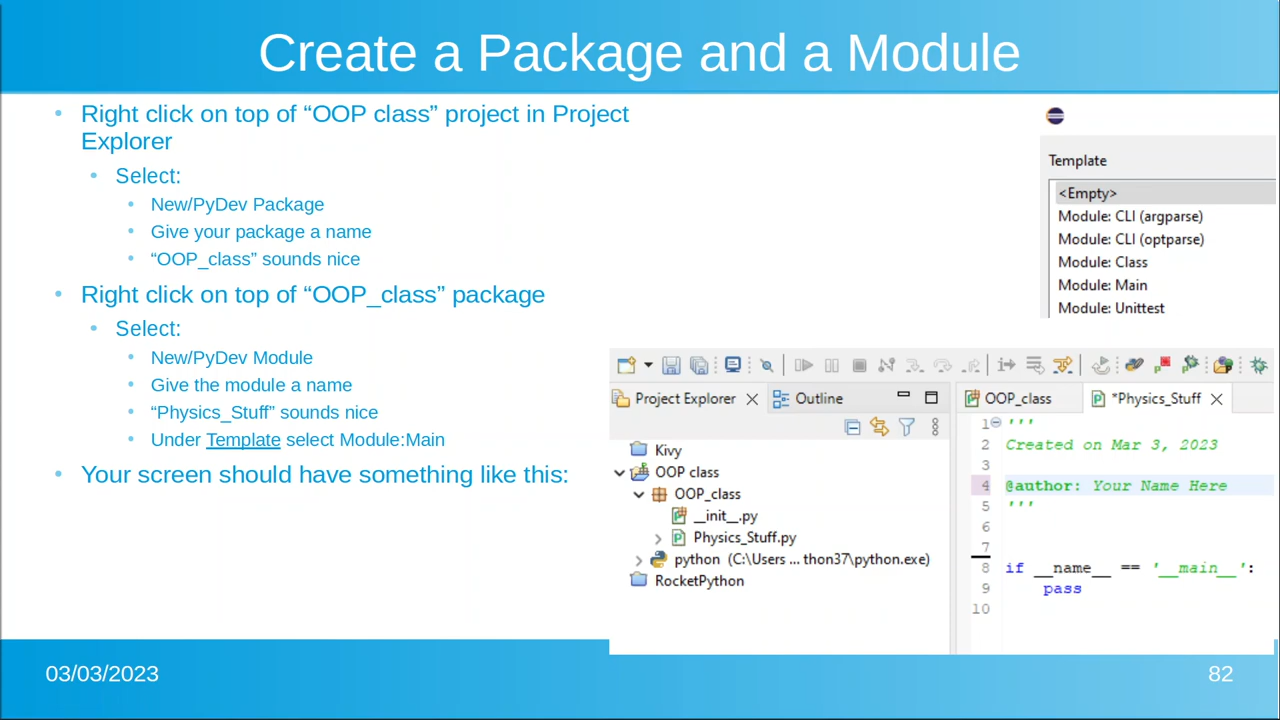 Create a Package and a Module
• Right click on top of “OOP class” project in Project
Explorer
• Select:
• New/PyDev Package
• Give your package a name
• “OOP_class” sounds nice
• Right click on top of “OOP_class” package
• Select:
• New/PyDev Module
• Give the module a name
• “Physics_Stuff” sounds nice
• Under Template select Module:Main
• Your screen should have something like this:
Template
<Empty>
Module: CLI (argparse)
Module: CLI (optparse)
Module: Class
Module: Main
Module: Unittest
Project Explorer
Outline
Kivy
OOP class
OOP_class
__init__.py
Physics_Stuff.py
python (C:\Users ... thon37\python.exe)
RocketPython
OOP_class
*Physics_Stuff
1 '''
2 Created on Mar 3, 2023
3
4 @author: Your Name Here
5 '''
6
7
8 if __name__ == '__main__':
9 pass
10
03/03/2023
82